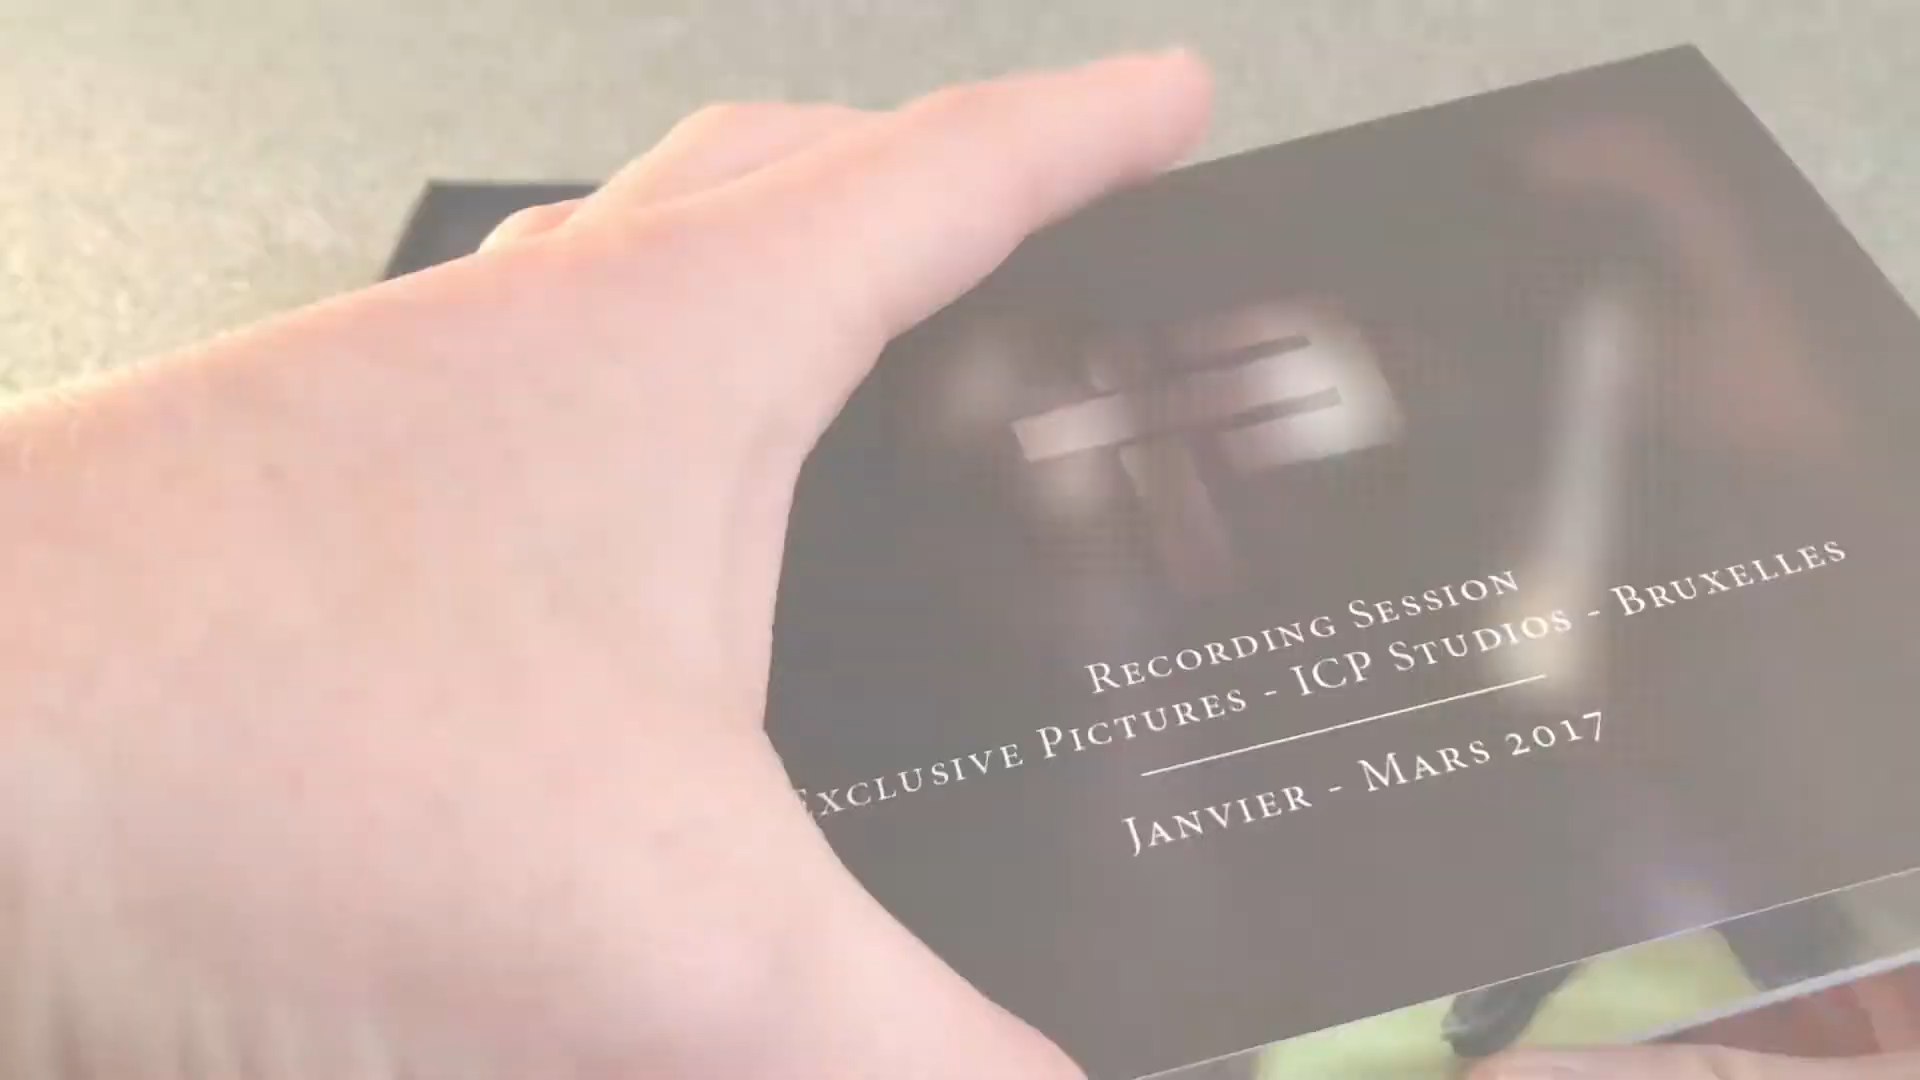 Recording Session
Exclusive Pictures - ICP Studios - Bruxelles
Janvier - Mars 2017